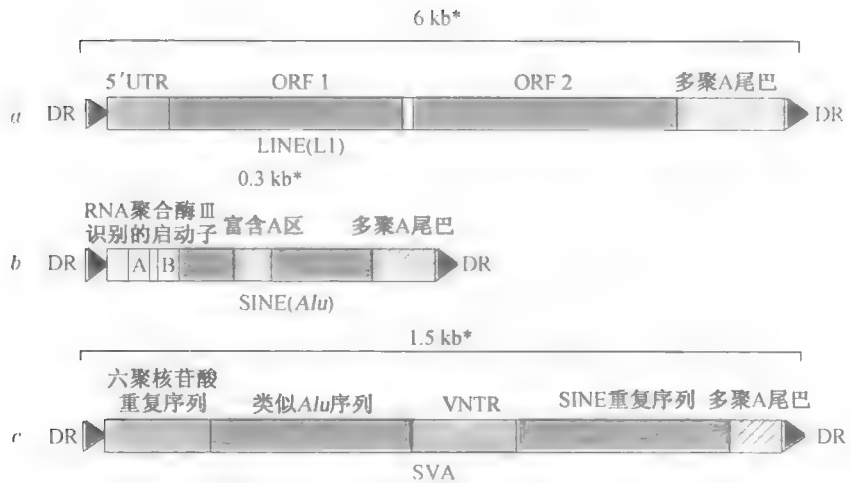 6 kb*
5′UTR ORF 1 ORF 2 多聚A尾巴
a DR DR
LINE(L1)
0.3 kb*
RNA聚合酶Ⅲ
识别的启动子 富含A区 多聚A尾巴
b DR A B DR
SINE(Alu)
1.5 kb*
六聚核苷酸
重复序列 类似Alu序列 VNTR SINE重复序列 多聚A尾巴
c DR DR
SVA